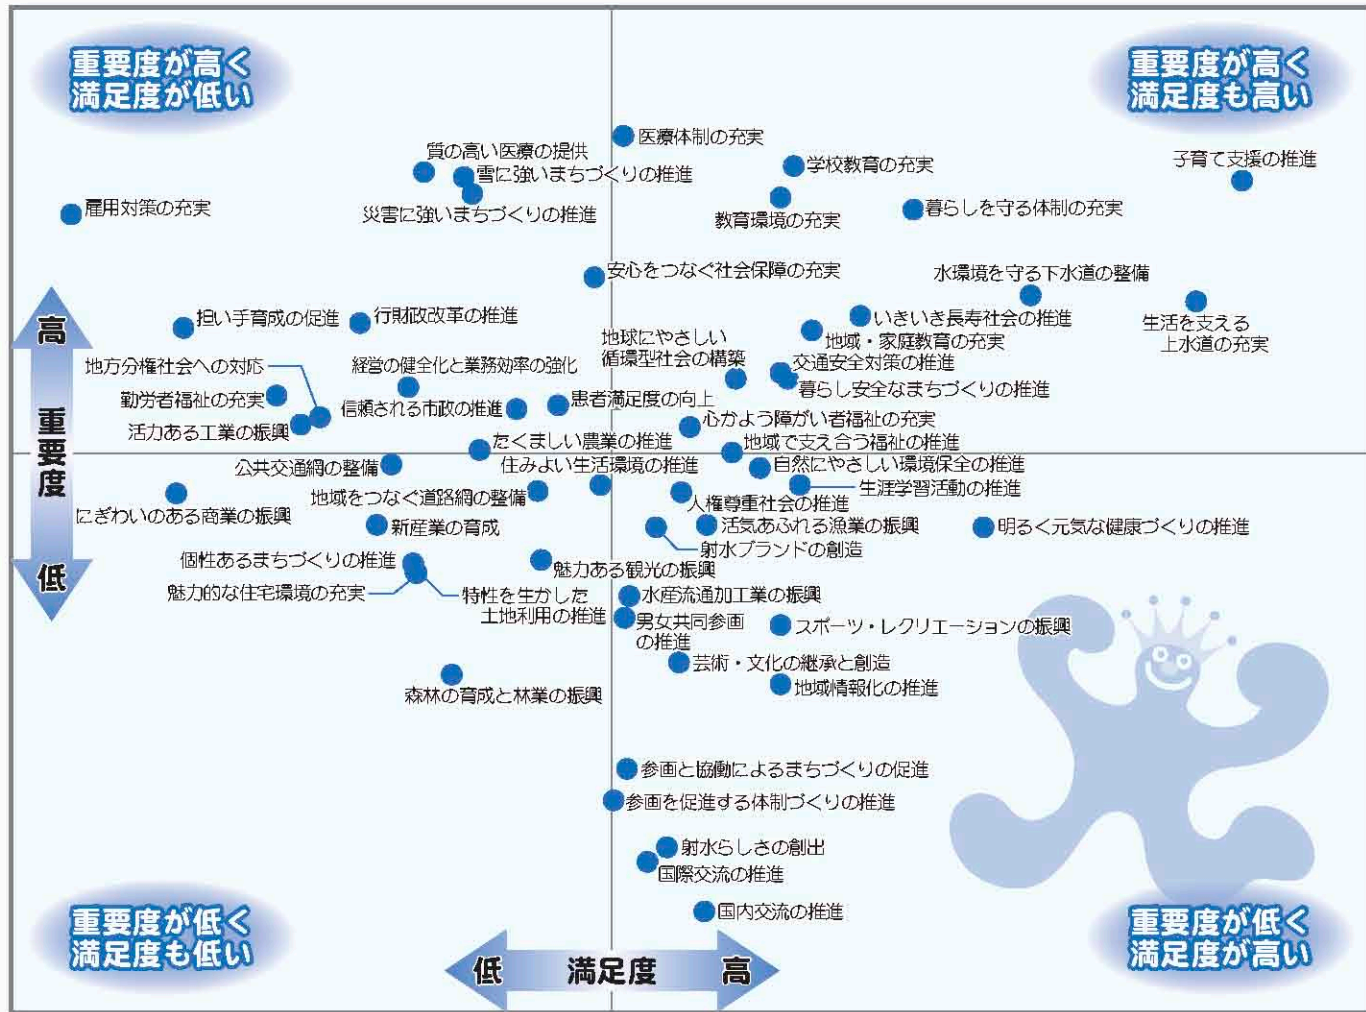 重要度が高く
満足度が低い
重要度が高く
満足度も高い
医療体制の充実
質の高い医療の提供
雪に強いまちづくりの推進
学校教育の充実
子育て支援の推進
雇用対策の充実
災害に強いまちづくりの推進
教育環境の充実
暮らしを守る体制の充実
安心をつなぐ社会保障の充実
水環境を守る下水道の整備
担い手育成の促進
行財政改革の推進
いきいき長寿社会の推進
生活を支える
上水道の充実
地球にやさしい
循環型社会の構築
地域・家庭教育の充実
地方分権社会への対応
経営の健全化と業務効率の強化
交通安全対策の推進
暮らし安全なまちづくりの推進
勤労者福祉の充実
信頼される市政の推進
患者満足度の向上
心かよう障がい者福祉の充実
活力ある工業の振興
たくましい農業の推進
地域で支え合う福祉の推進
公共交通網の整備
住みよい生活環境の推進
自然にやさしい環境保全の推進
地域をつなぐ道路網の整備
生涯学習活動の推進
人権尊重社会の推進
にぎわいのある商業の振興
新産業の育成
活気あふれる漁業の振興
明るく元気な健康づくりの推進
射水ブランドの創造
個性あるまちづくりの推進
魅力ある観光の振興
魅力的な住宅環境の充実
特性を生かした
土地利用の推進
水産流通加工業の振興
男女共同参画
の推進
スポーツ・レクリエーションの振興
芸術・文化の継承と創造
森林の育成と林業の振興
地域情報化の推進
参画と協働によるまちづくりの促進
参画を促進する体制づくりの推進
射水らしさの創出
国際交流の推進
国内交流の推進
高
重要度
低
重要度が低く
満足度も低い
低 満足度 高
重要度が低く
満足度が高い